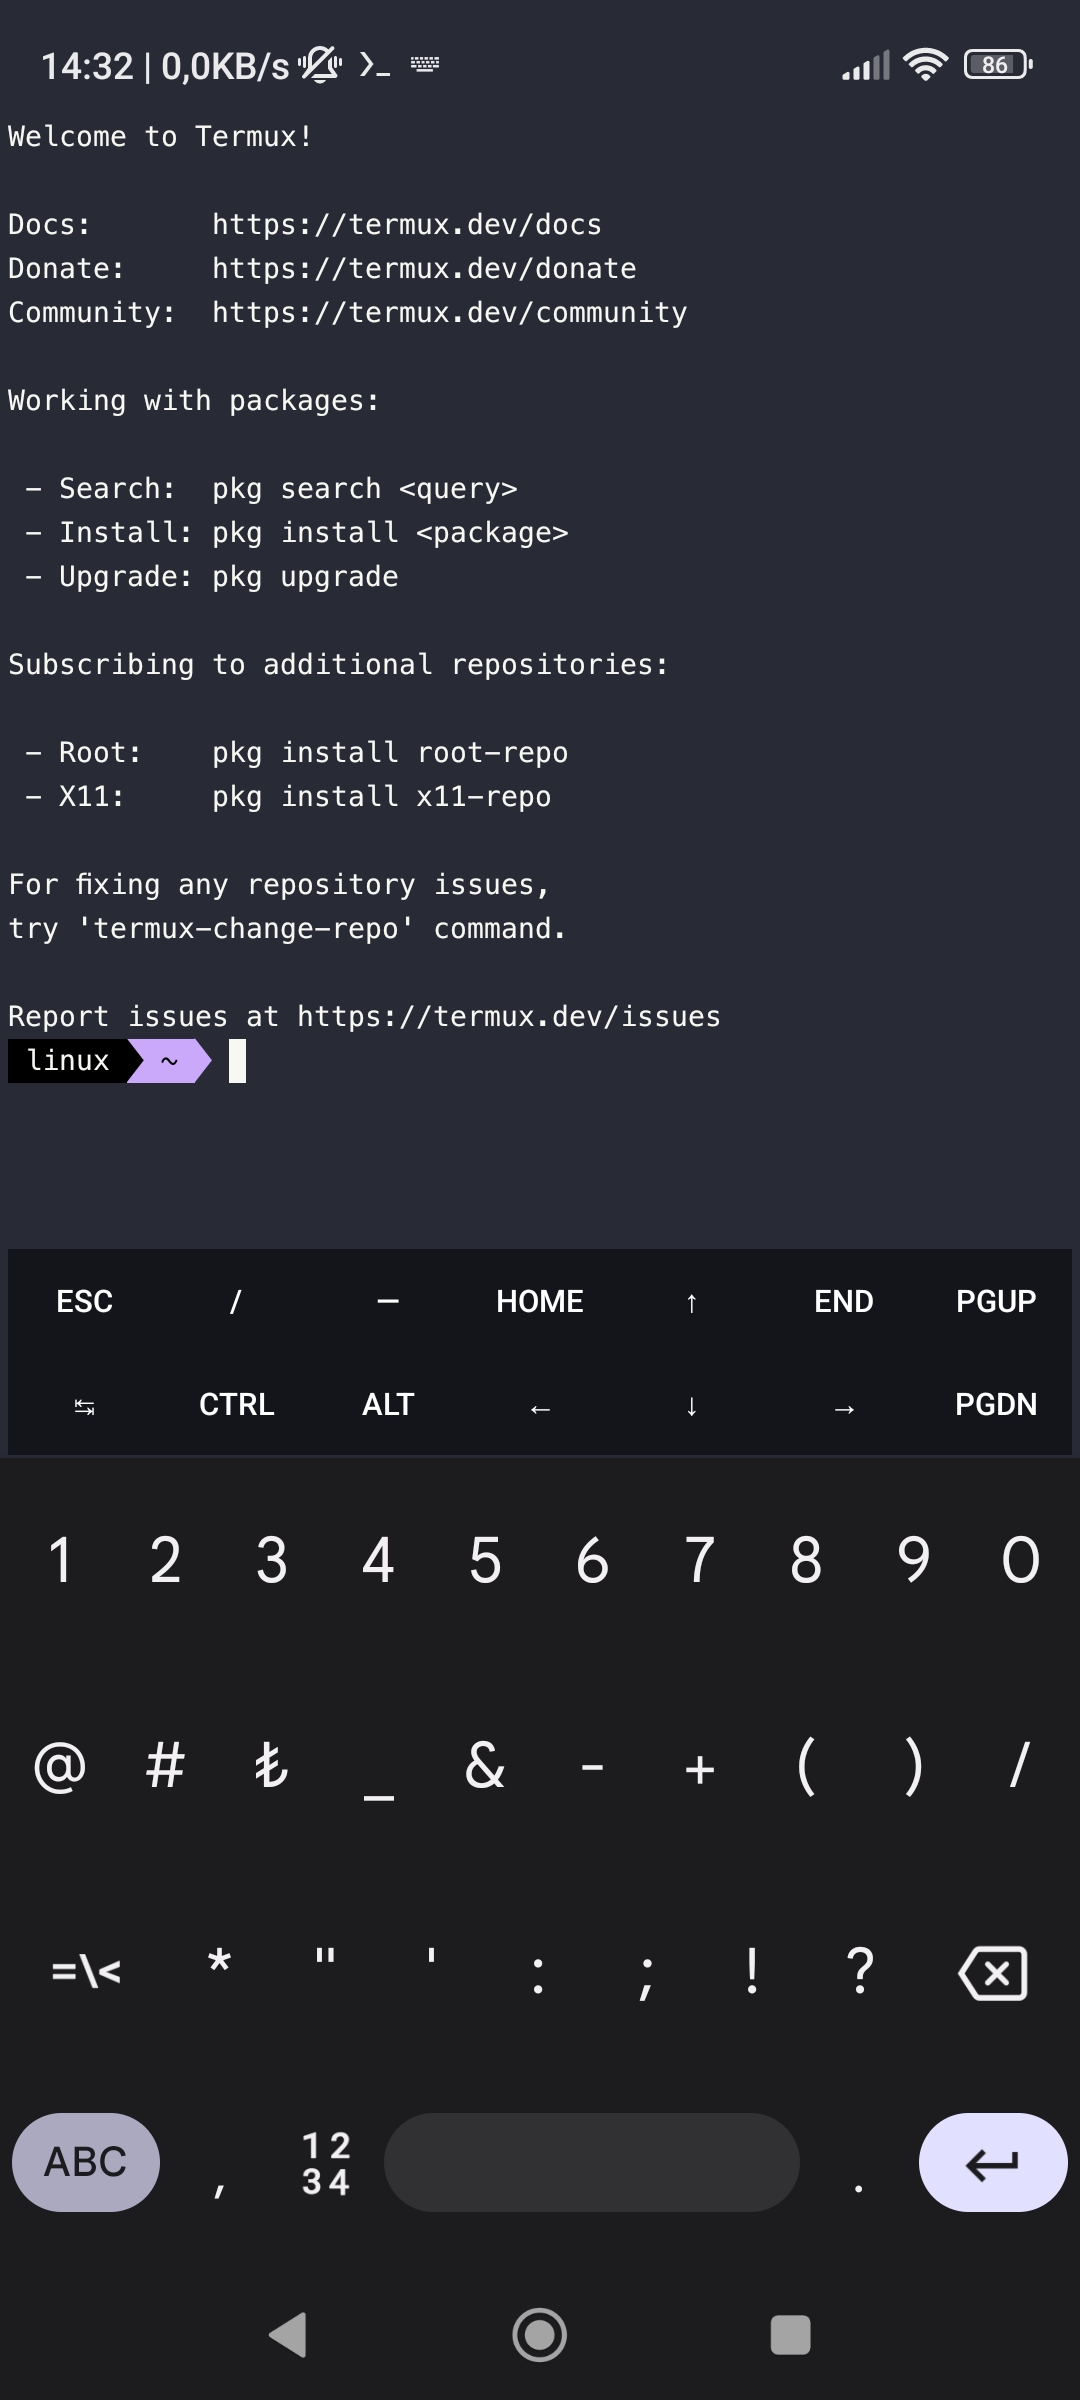 14:32 | 0,0KB/s 86
Welcome to Termux!
Docs: https://termux.dev/docs
Donate: https://termux.dev/donate
Community: https://termux.dev/community
Working with packages:
- Search: pkg search <query>
- Install: pkg install <package>
- Upgrade: pkg upgrade
Subscribing to additional repositories:
- Root: pkg install root-repo
- X11: pkg install x11-repo
For fixing any repository issues,
try 'termux-change-repo' command.
Report issues at https://termux.dev/issues
linux ~
ESC / — HOME ↑ END PGUP
↹ CTRL ALT ← ↓ → PGDN
1 2 3 4 5 6 7 8 9 0
@ # ₺ _ & - + ( ) /
=\< * " ' : ; ! ?
ABC , 12 34 .